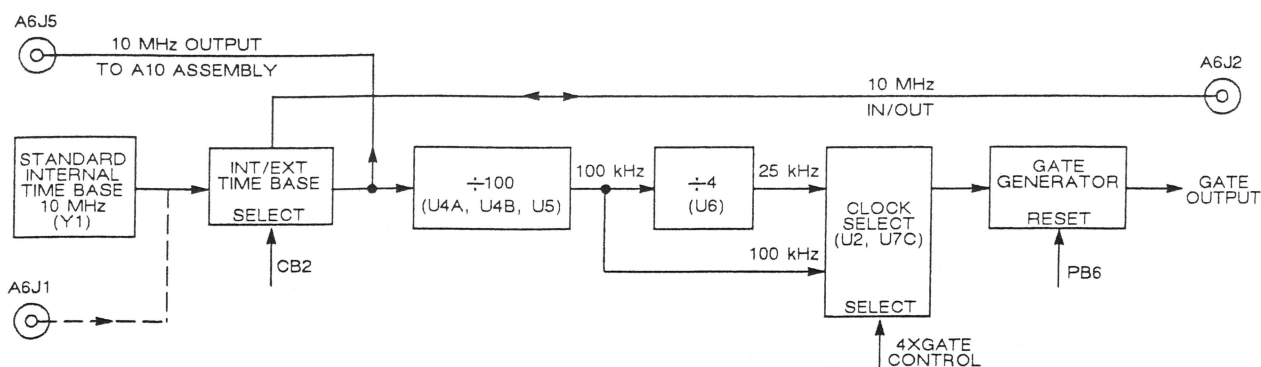 A6J5
10 MHz OUTPUT
TO A10 ASSEMBLY
A6J2
10 MHz
IN/OUT
STANDARD
INTERNAL
TIME BASE
10 MHz
(Y1)
INT/EXT
TIME BASE
SELECT
CB2
÷100
(U4A, U4B, U5)
100 kHz
÷4
(U6)
25 kHz
100 kHz
CLOCK
SELECT
(U2, U7C)
SELECT
4XGATE
CONTROL
GATE
GENERATOR
RESET
PB6
GATE
OUTPUT
A6J1